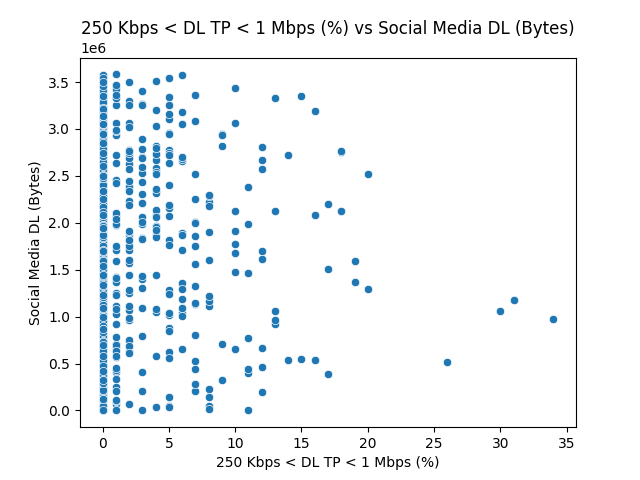 250 Kbps < DL TP < 1 Mbps (%) vs Social Media DL (Bytes)
1e6
3.5
3.0
2.5
2.0
1.5
1.0
0.5
0.0
Social Media DL (Bytes)
0 5 10 15 20 25 30 35
250 Kbps < DL TP < 1 Mbps (%)